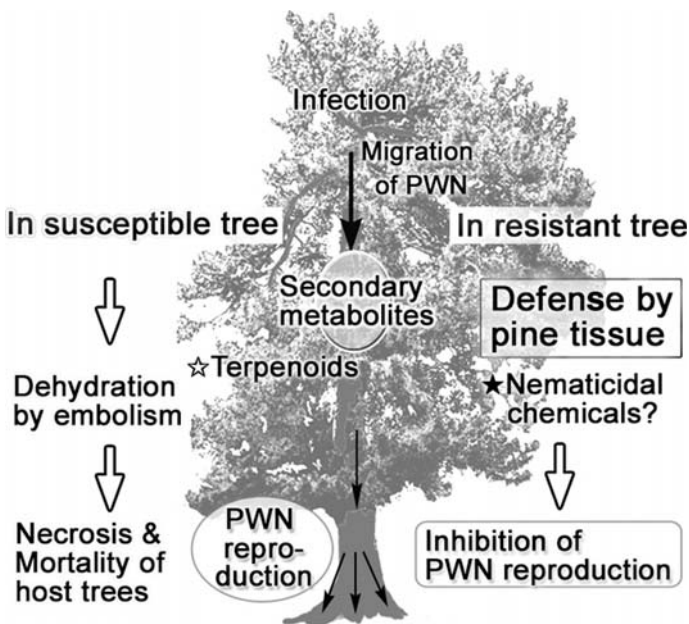 Infection
Migration
of PWN
In susceptible tree
In resistant tree
Secondary
metabolites
Defense by
pine tissue
☆Terpenoids
Dehydration
by embolism
★Nematicidal
chemicals?
Necrosis &
Mortality of
host trees
PWN
repro-
duction
Inhibition of
PWN reproduction